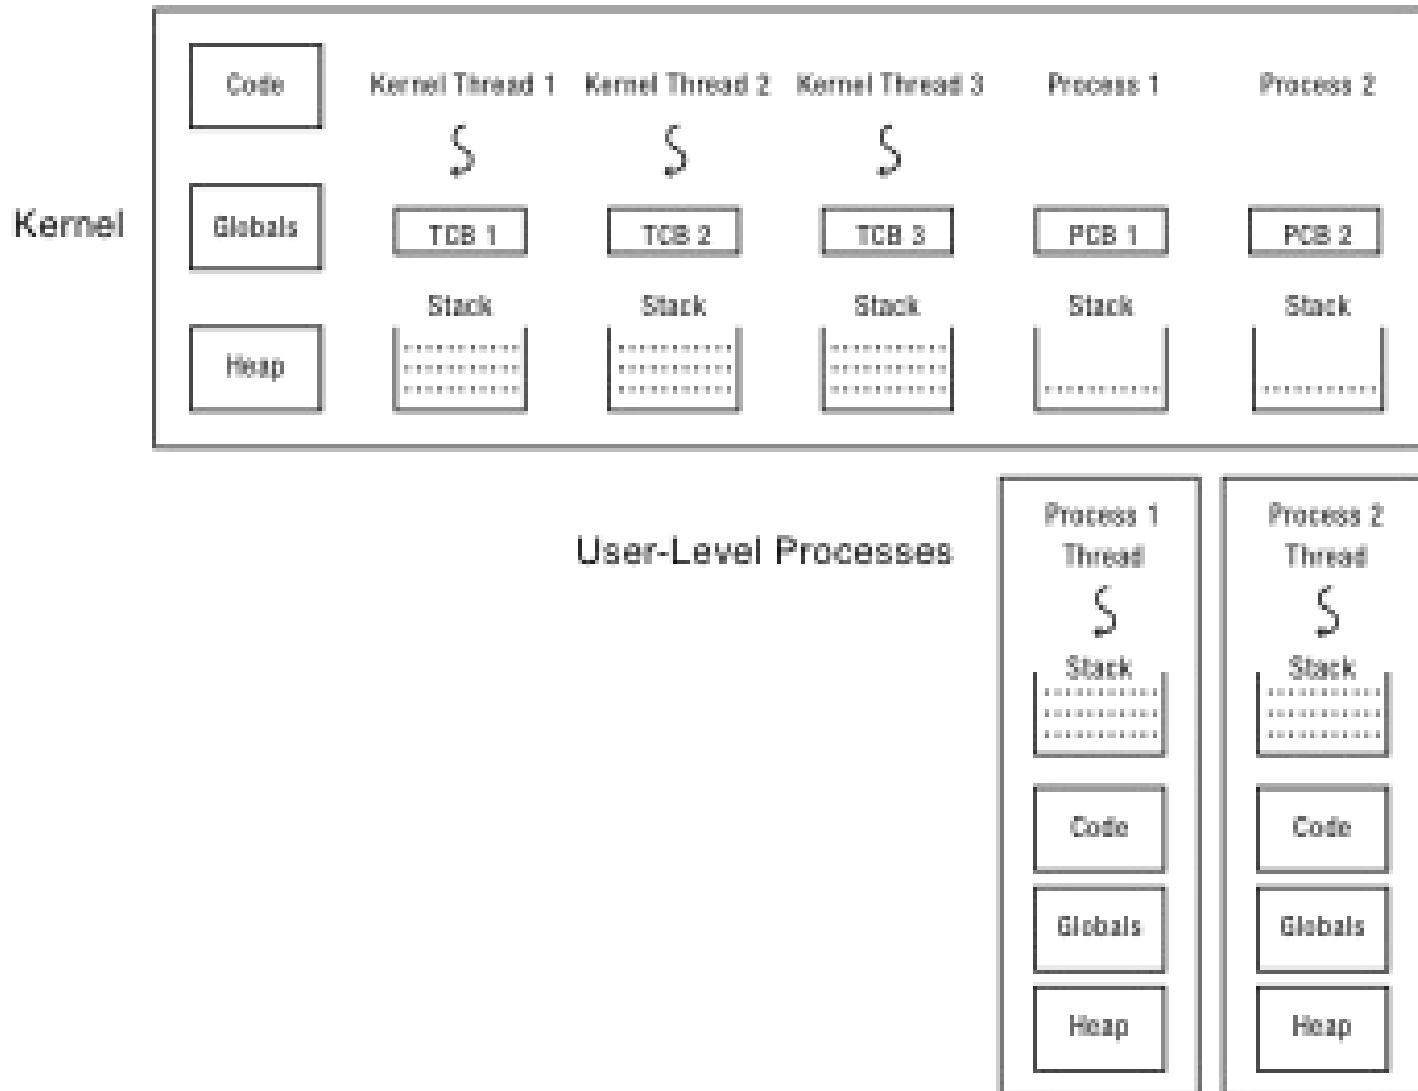 Code
Kernel Thread 1 Kernel Thread 2 Kernel Thread 3 Process 1 Process 2
Kernel
Globals
TCB 1 TCB 2 TCB 3 PCB 1 PCB 2
Stack Stack Stack Stack Stack
Heap
User-Level Processes
Process 1
Thread
Stack
Code
Globals
Heap
Process 2
Thread
Stack
Code
Globals
Heap